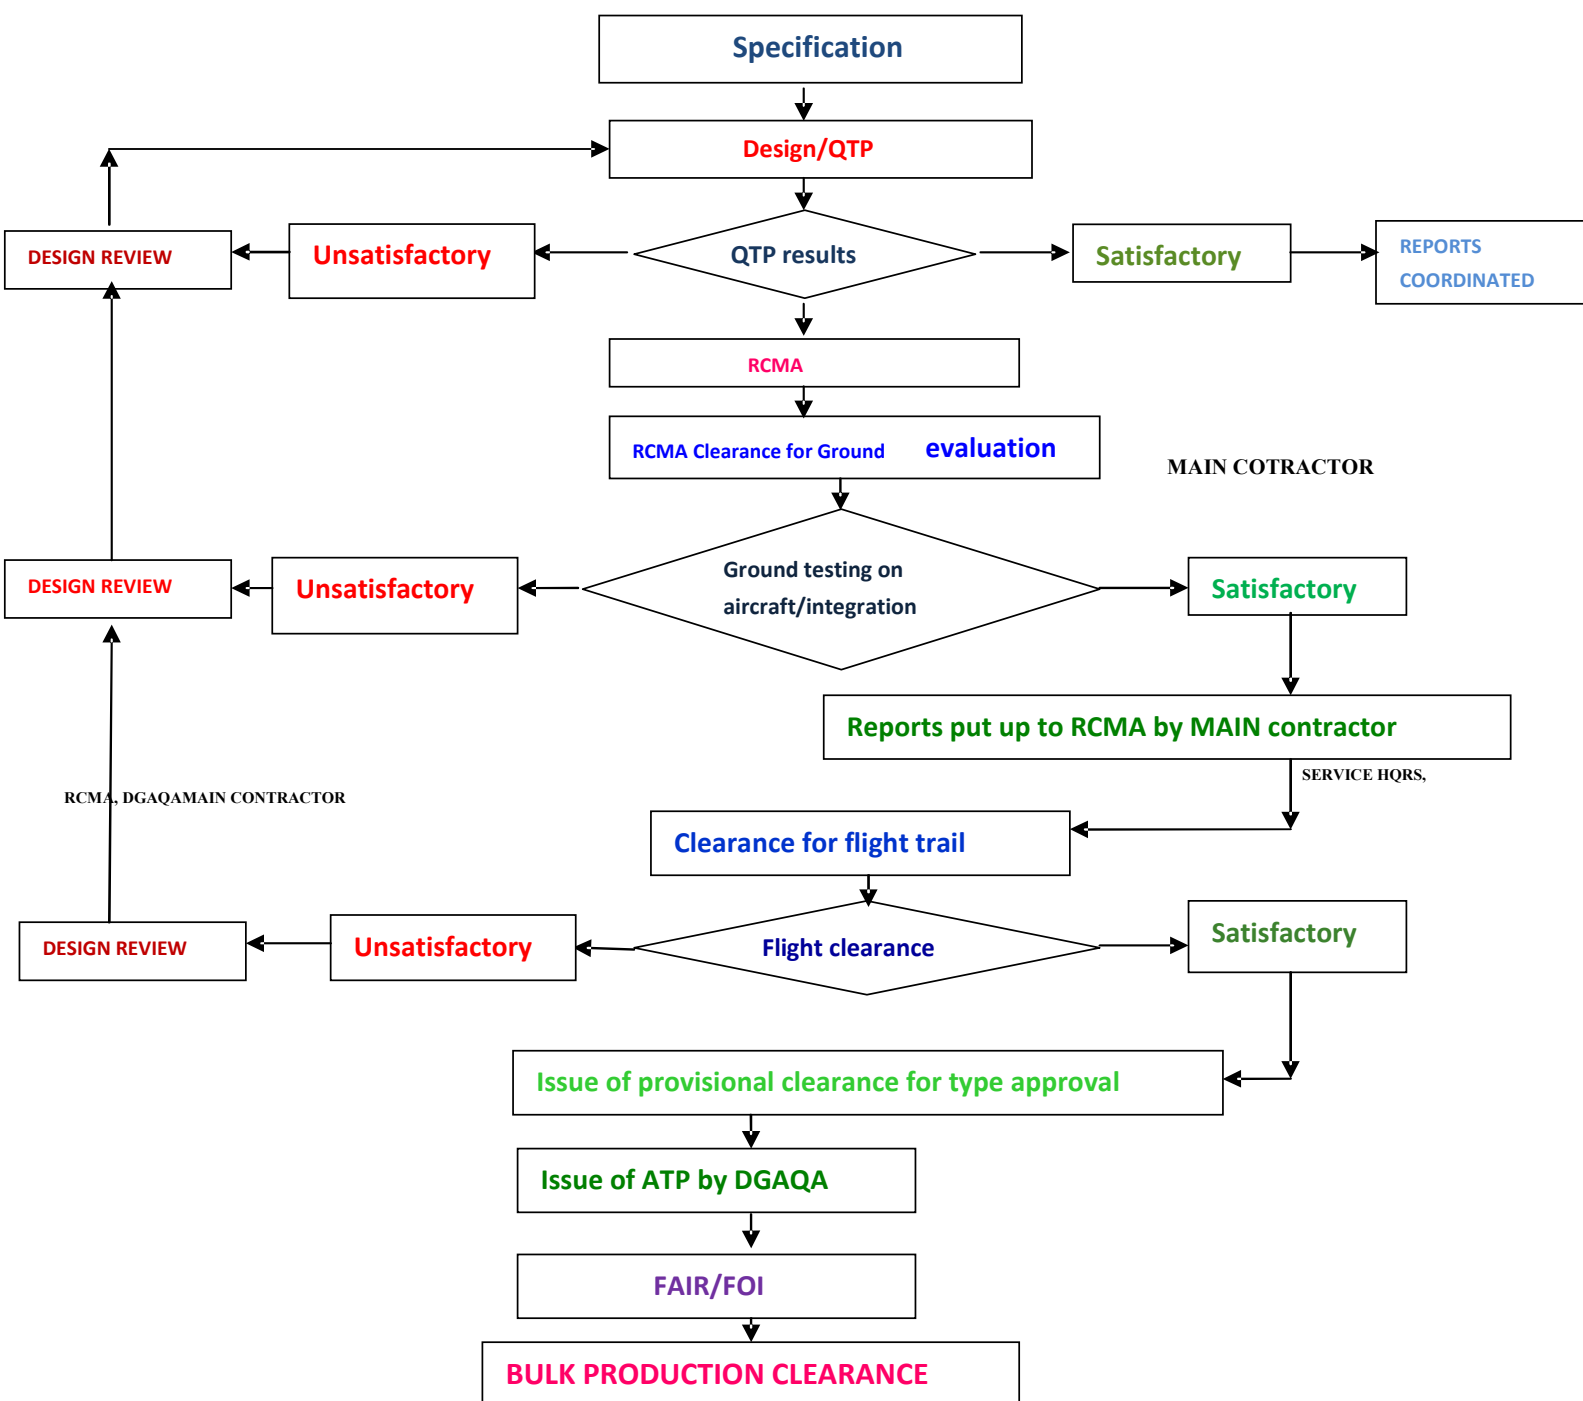 Specification
Design/QTP
DESIGN REVIEW
Unsatisfactory
QTP results
Satisfactory
REPORTS
COORDINATED
RCMA
RCMA Clearance for Ground evaluation
MAIN COTRACTOR
DESIGN REVIEW
Unsatisfactory
Ground testing on
aircraft/integration
Satisfactory
Reports put up to RCMA by MAIN contractor
SERVICE HQRS,
RCMA, DGAQAMAIN CONTRACTOR
Clearance for flight trail
DESIGN REVIEW
Unsatisfactory
Flight clearance
Satisfactory
Issue of provisional clearance for type approval
Issue of ATP by DGAQA
FAIR/FOI
BULK PRODUCTION CLEARANCE